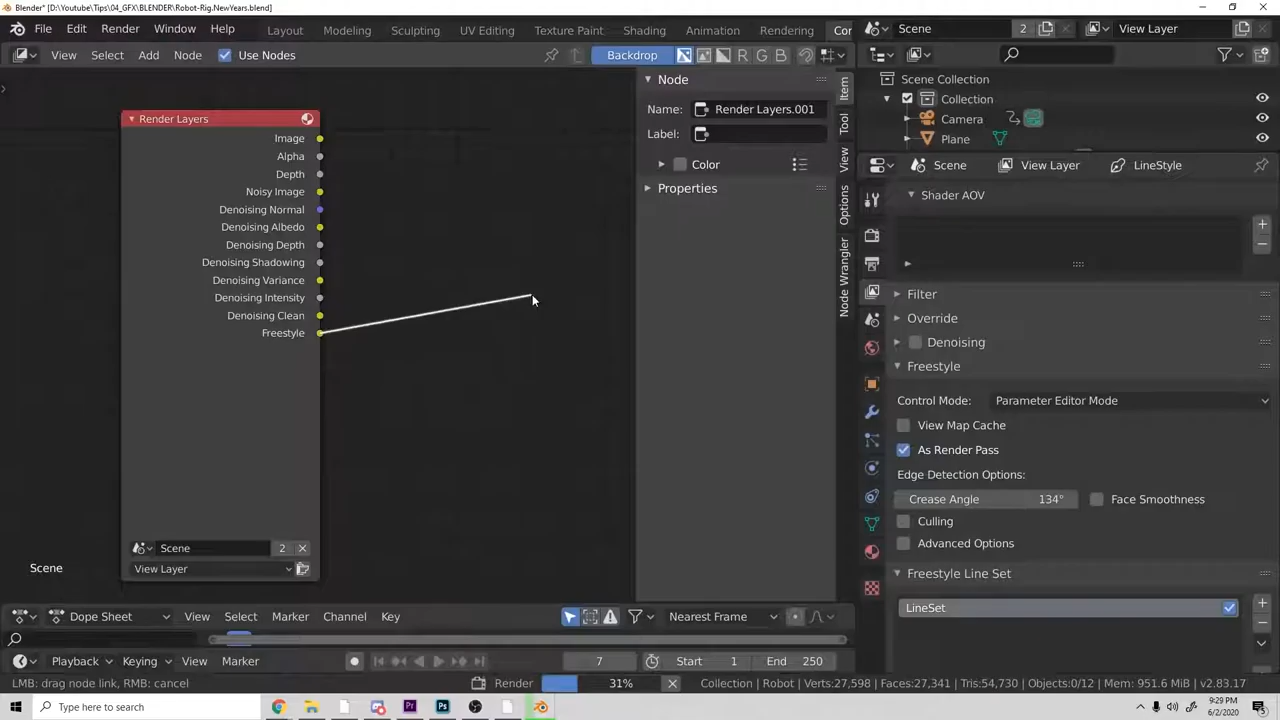 Blender* [D:\Youtube\Tips\04_GFX\BLENDER\Robot-Rig.NewYears.blend]
File Edit Render Window Help Layout Modeling Sculpting UV Editing Texture Paint Shading Animation Rendering Cor Scene 2 View Layer
View Select Add Node Use Nodes Backdrop R G B
Scene Collection
Collection
Camera
Plane
Render Layers
Image
Alpha
Depth
Noisy Image
Denoising Normal
Denoising Albedo
Denoising Depth
Denoising Shadowing
Denoising Variance
Denoising Intensity
Denoising Clean
Freestyle
Scene 2
View Layer
Scene
Node
Name: Render Layers.001
Label:
Color
Properties
Item
Tool
View
Options
Node Wrangler
Scene View Layer LineStyle
Shader AOV
Filter
Override
Denoising
Freestyle
Control Mode: Parameter Editor Mode
View Map Cache
As Render Pass
Edge Detection Options:
Crease Angle 134° Face Smoothness
Culling
Advanced Options
Freestyle Line Set
LineSet
Dope Sheet View Select Marker Channel Key Nearest Frame
Playback Keying View Marker 7 Start 1 End 250
LMB: drag node link, RMB: cancel Render 31% Collection | Robot | Verts:27,598 | Faces:27,341 | Tris:54,730 | Objects:0/12 | Mem: 951.6 MiB | v2.83.17
Type here to search 9:29 PM
6/2/2020